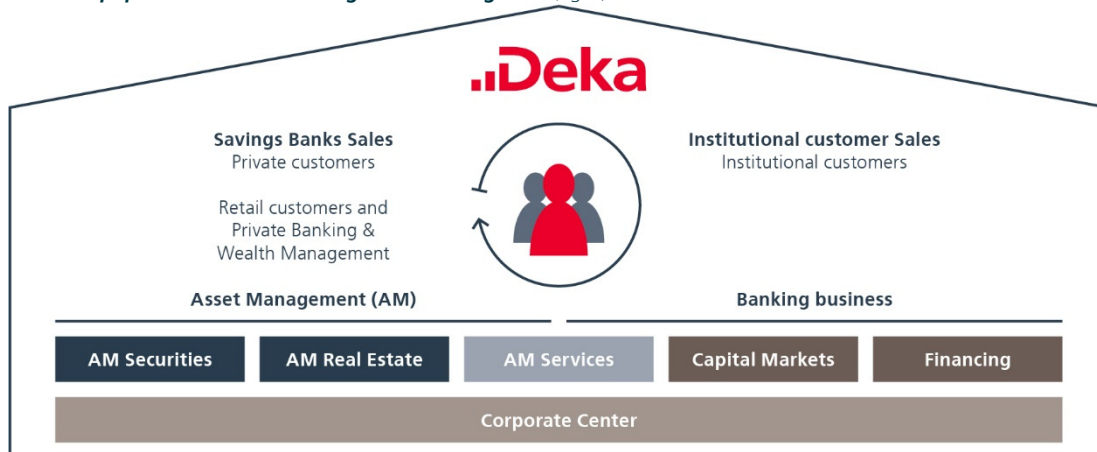 Deka
Savings Banks Sales
Private customers
Retail customers and
Private Banking &
Wealth Management
Institutional customer Sales
Institutional customers
Asset Management (AM)
Banking business
AM Securities
AM Real Estate
AM Services
Capital Markets
Financing
Corporate Center